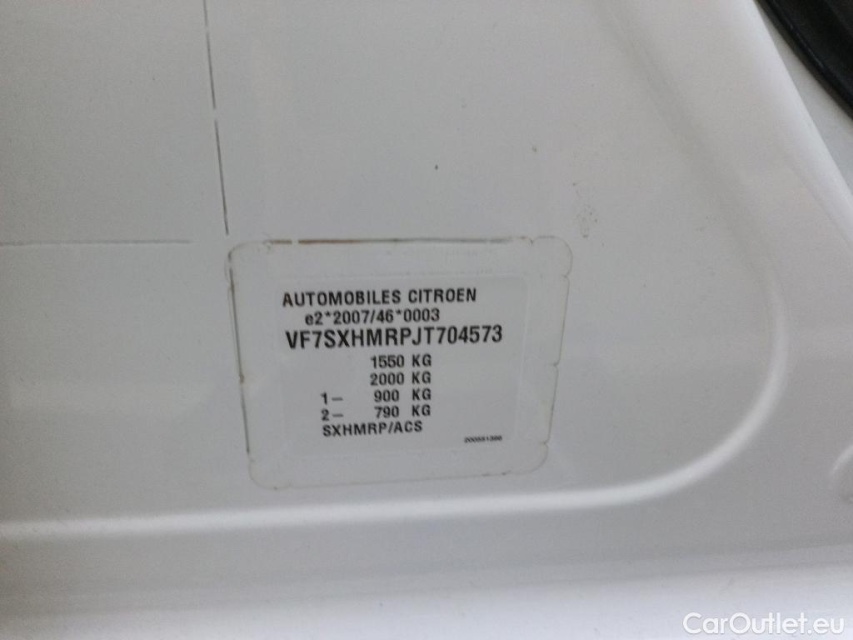 AUTOMOBILES CITROEN
e2*2007/46*0003
VF7SXHMRPJT704573
1550 KG
2000 KG
1- 900 KG
2- 790 KG
SXHMRP/ACS
CarOutlet.eu